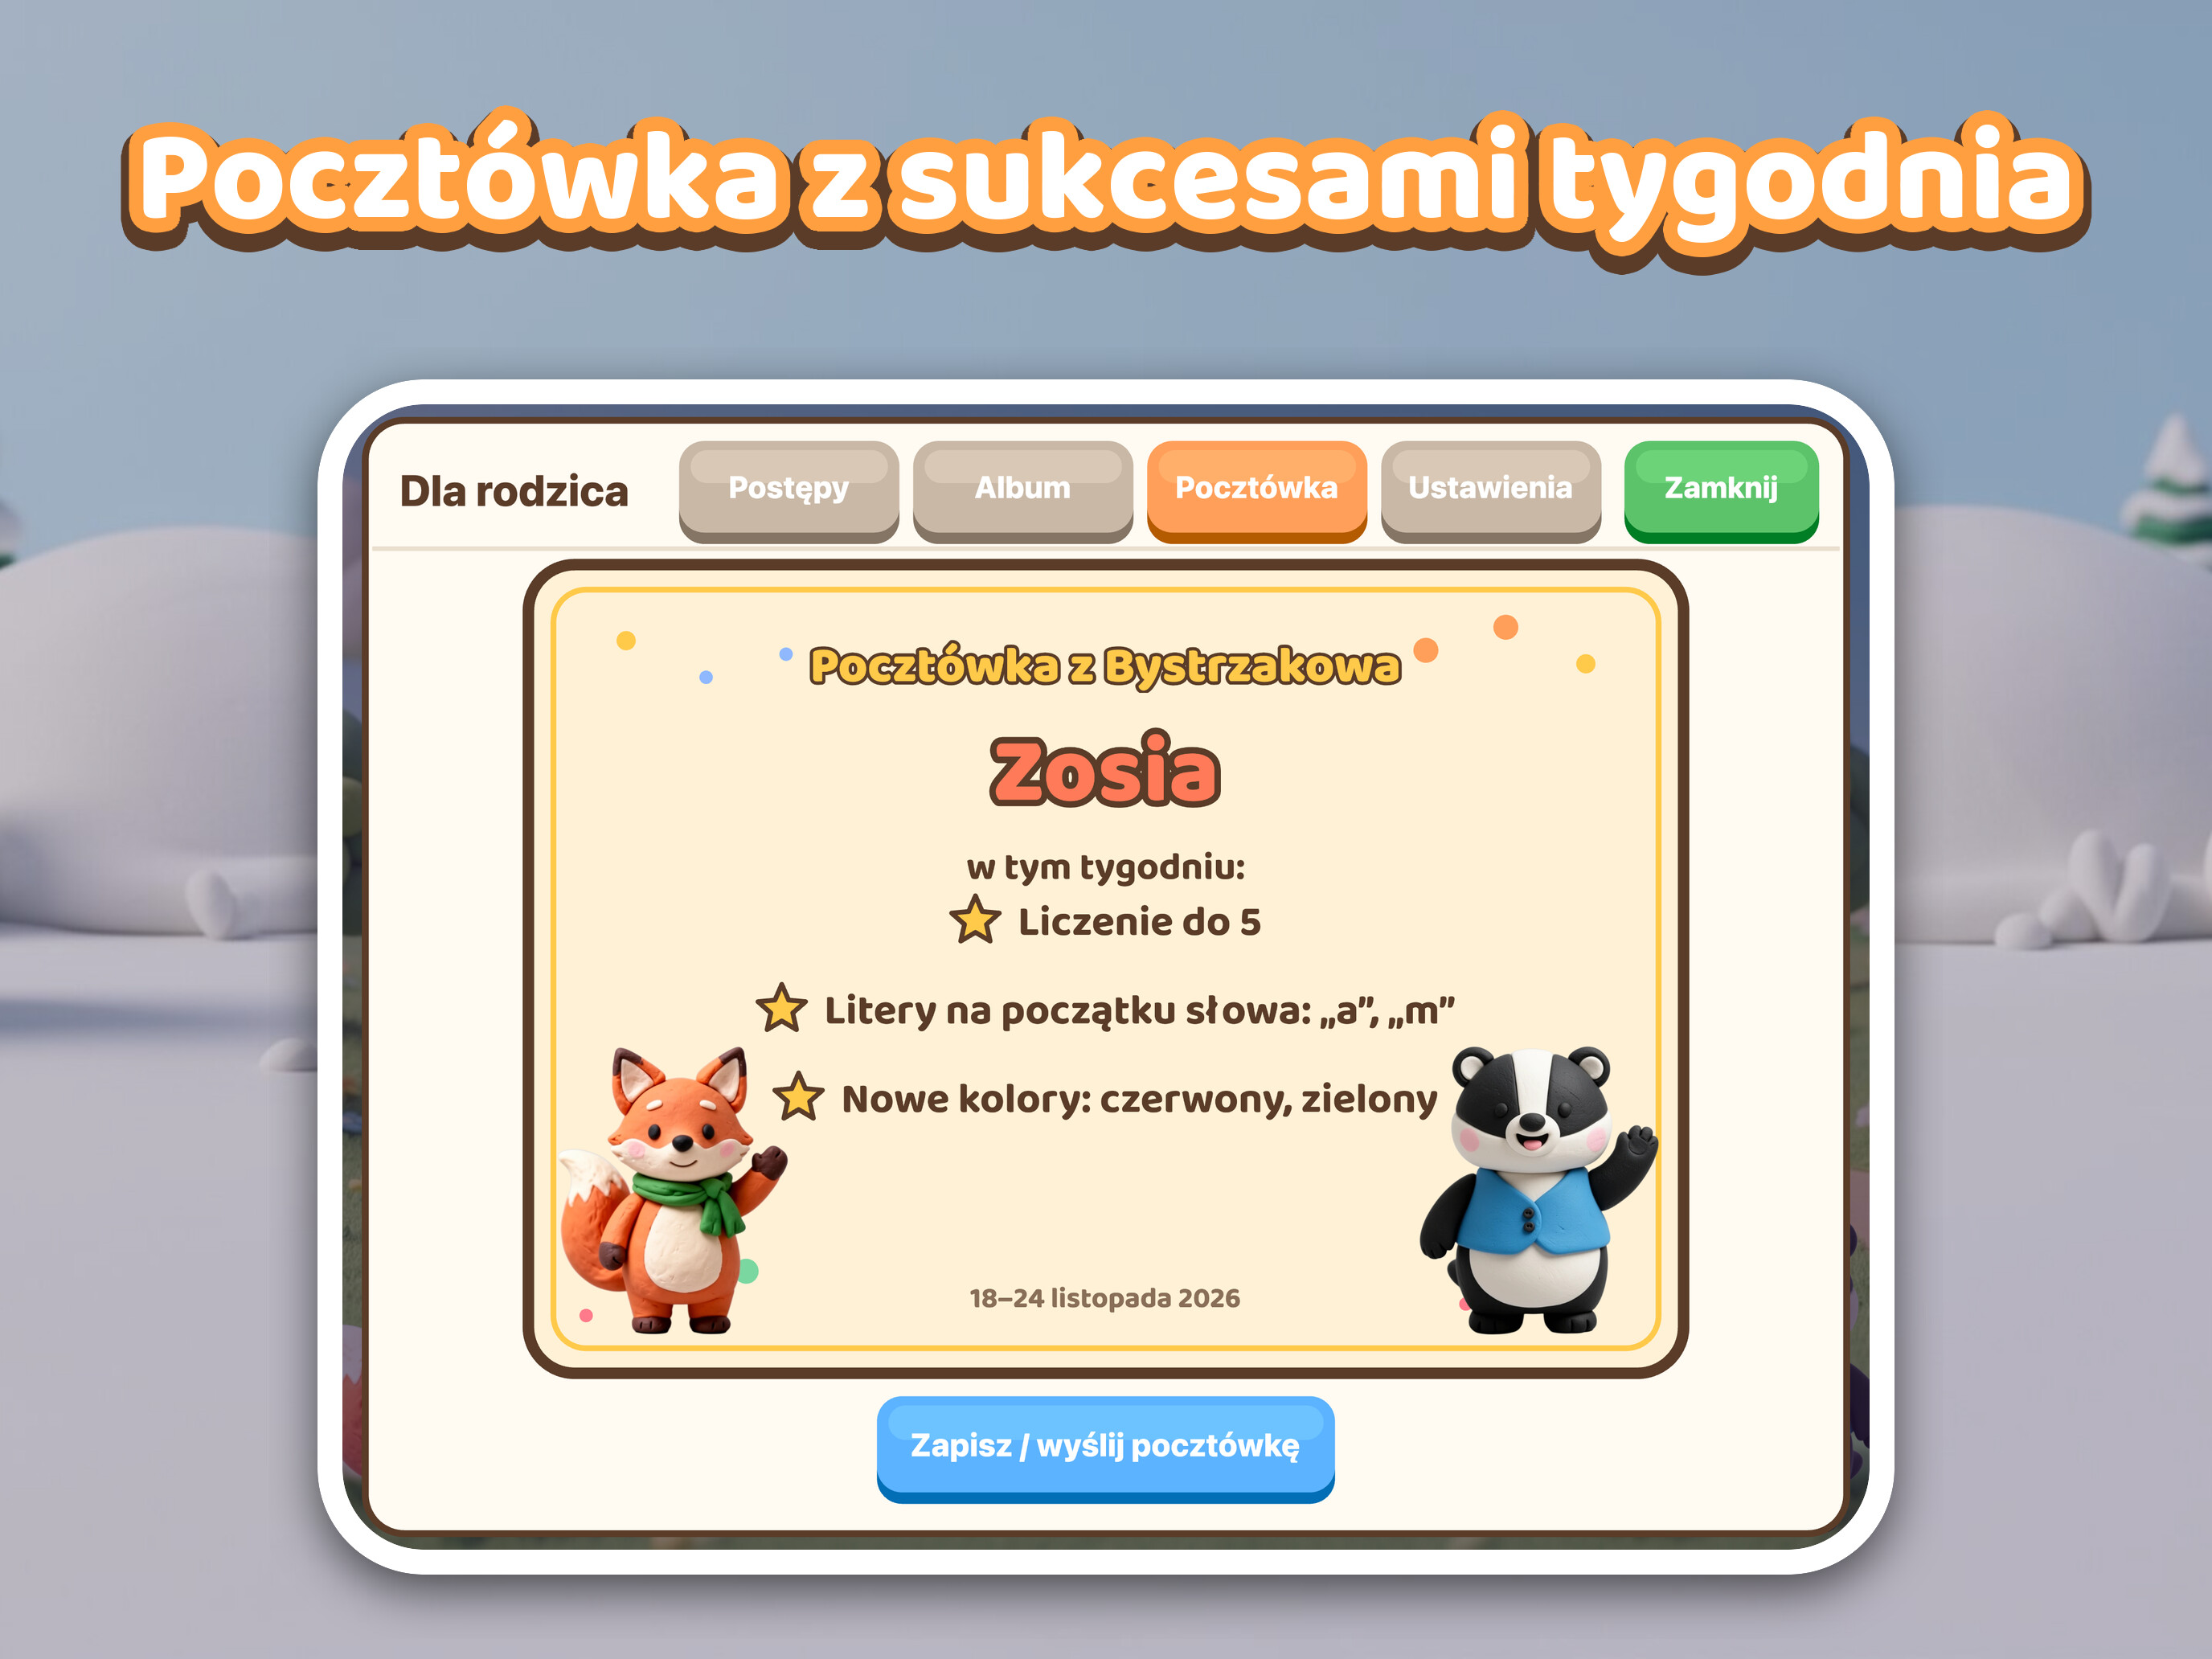 Pocztówka z sukcesami tygodnia
Dla rodzica
Postępy
Album
Pocztówka
Ustawienia
Zamknij
Pocztówka z Bystrzakowa
Zosia
w tym tygodniu:
Liczenie do 5
Litery na początku słowa: „a”, „m”
Nowe kolory: czerwony, zielony
18–24 listopada 2026
Zapisz / wyślij pocztówkę